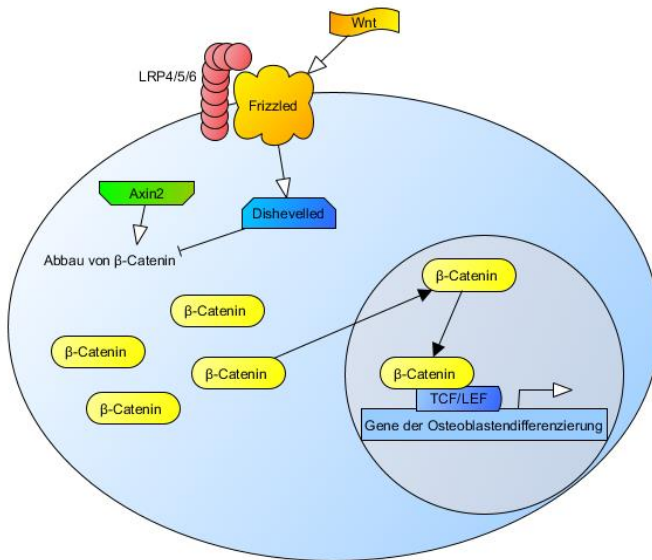 Wnt
LRP4/5/6
Frizzled
Axin2
Dishevelled
Abbau von β-Catenin
β-Catenin
β-Catenin
β-Catenin
β-Catenin
β-Catenin
β-Catenin
TCF/LEF
Gene der Osteoblastendifferenzierung